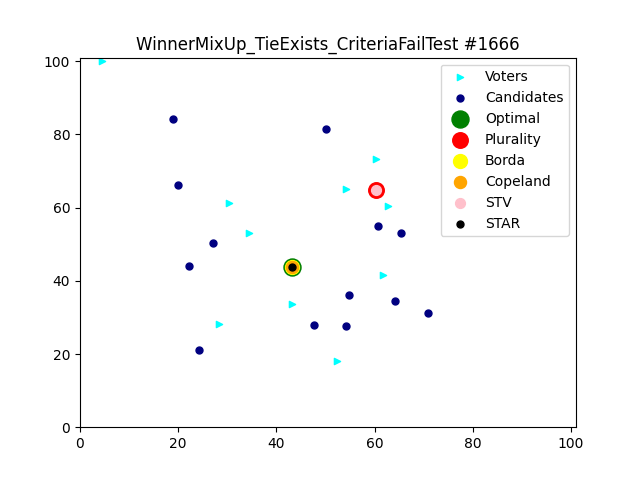 WinnerMixUp_TieExists_CriteriaFailTest #1666
100
80
60
40
20
0
0 20 40 60 80 100
Voters
Candidates
Optimal
Plurality
Borda
Copeland
STV
STAR